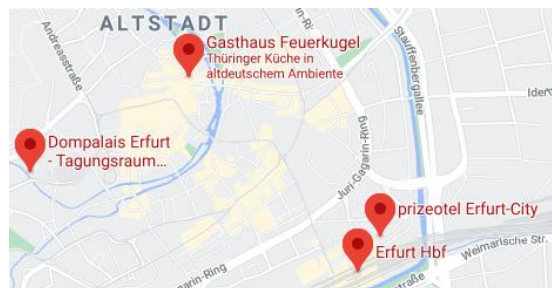 ALTSTADT
Andreasstraße
Gasthaus Feuerkugel
Thüringer Küche in
altdeutschem Ambiente
Stauffenbergallee
Dompalais Erfurt
- Tagungsraum...
Juri-Gagarin-Ring
prizeotel Erfurt-City
Erfurt Hbf
Weimarische Str.